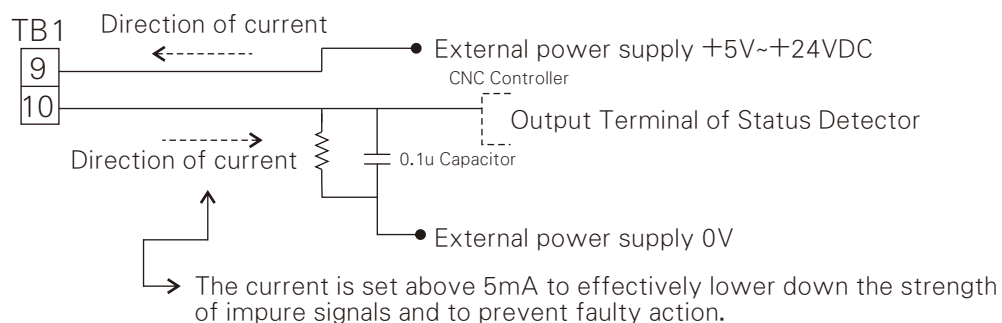 TB1
Direction of current
9
External power supply +5V~+24VDC
CNC Controller
10
Output Terminal of Status Detector
Direction of current
0.1u Capacitor
External power supply 0V
The current is set above 5mA to effectively lower down the strength
of impure signals and to prevent faulty action.